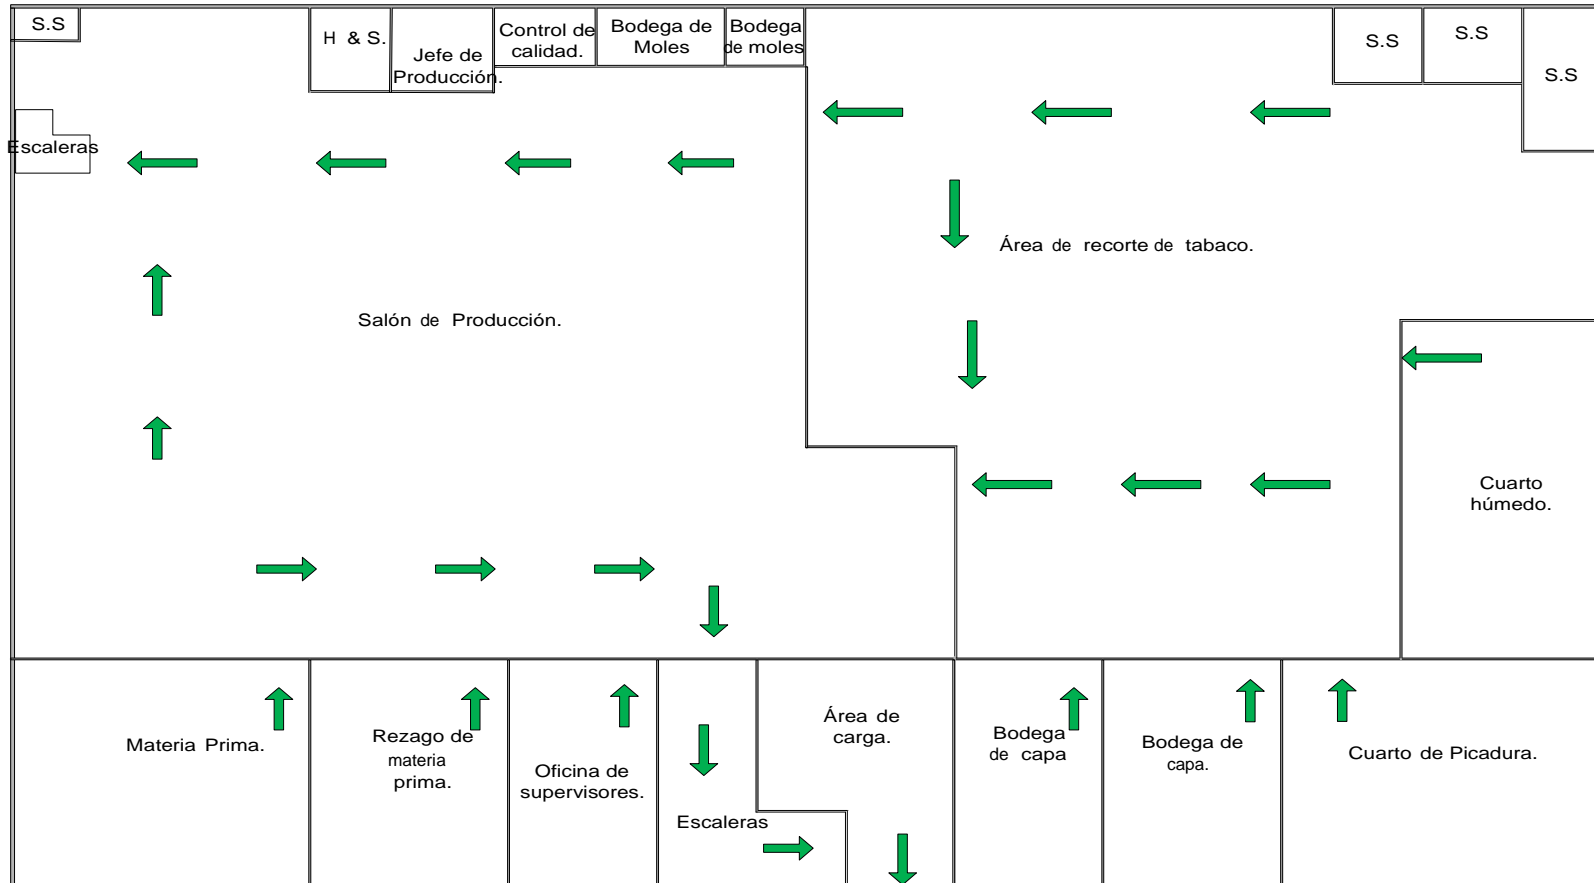 S.S
H & S.
Jefe de
Producción.
Control de
calidad.
Bodega de
Moles
Bodega
de moles
S.S
S.S
S.S
Escaleras
Área de recorte de tabaco.
Salón de Producción.
Cuarto
húmedo.
Materia Prima.
Rezago de
materia
prima.
Oficina de
supervisores.
Escaleras
Área de
carga.
Bodega
de capa
Bodega de
capa.
Cuarto de Picadura.